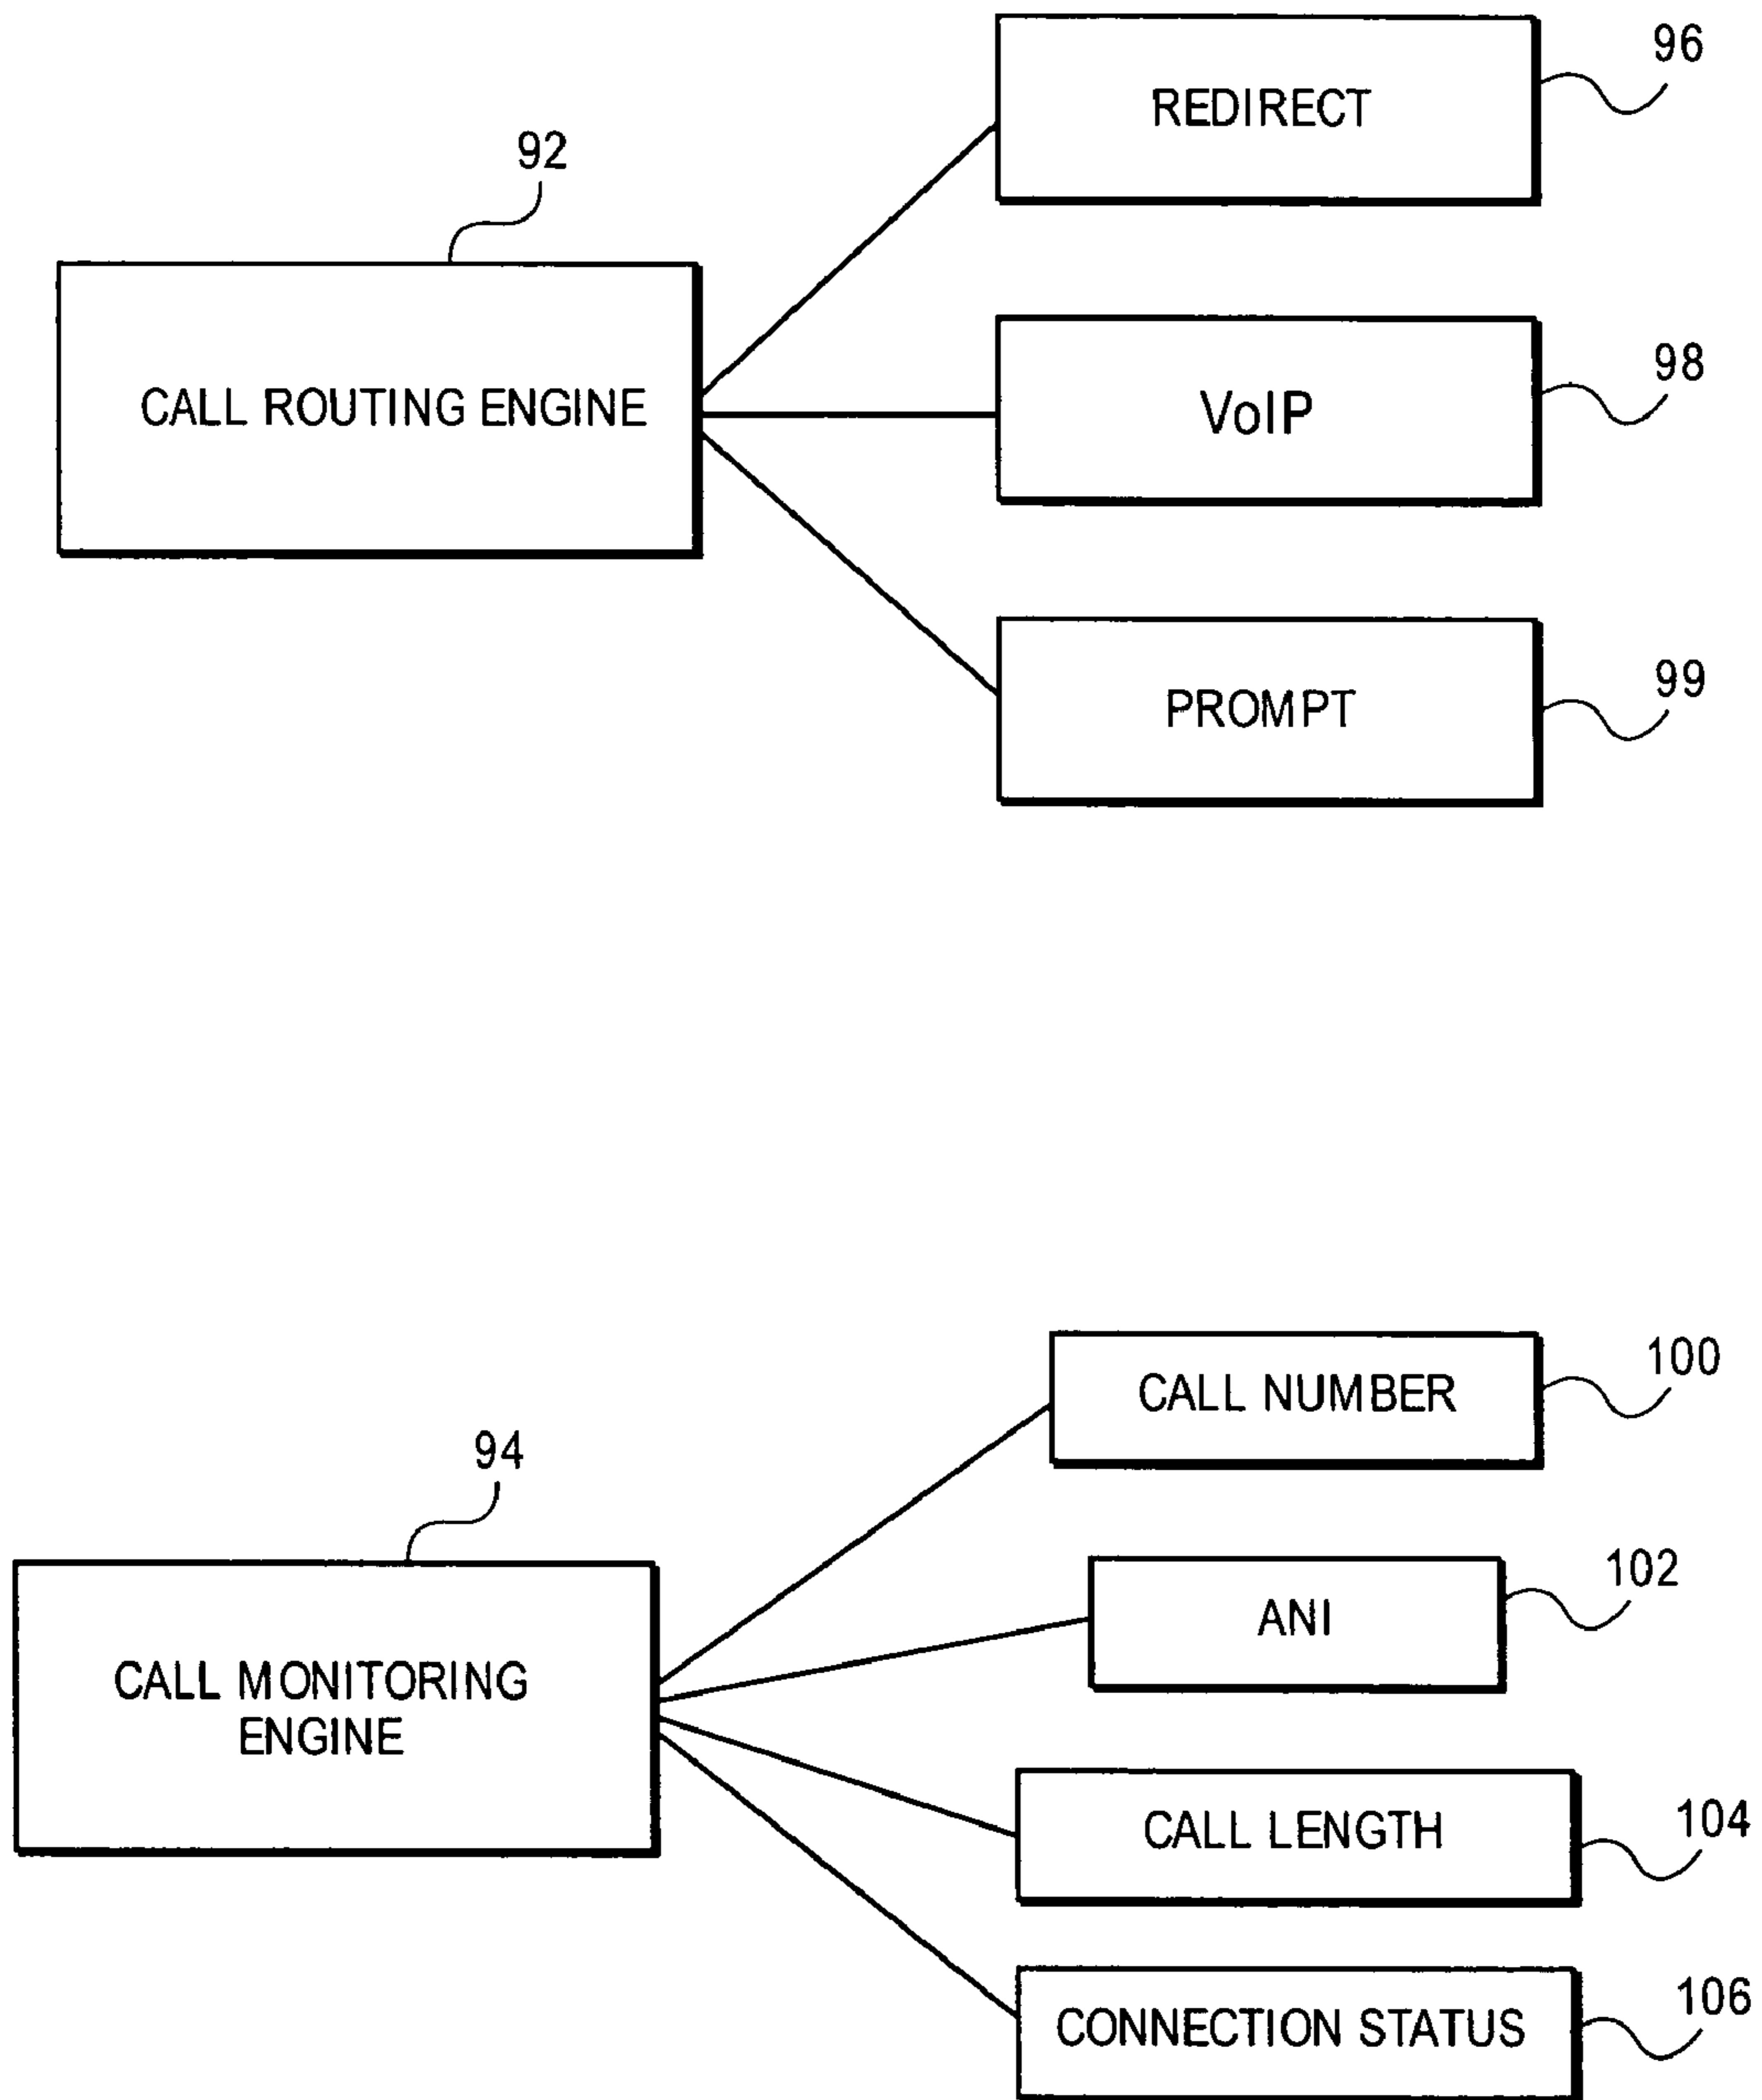 96
REDIRECT
92
98
CALL ROUTING ENGINE
VoIP
99
PROMPT
100
CALL NUMBER
94
102
ANI
CALL MONITORING
ENGINE
104
CALL LENGTH
106
CONNECTION STATUS